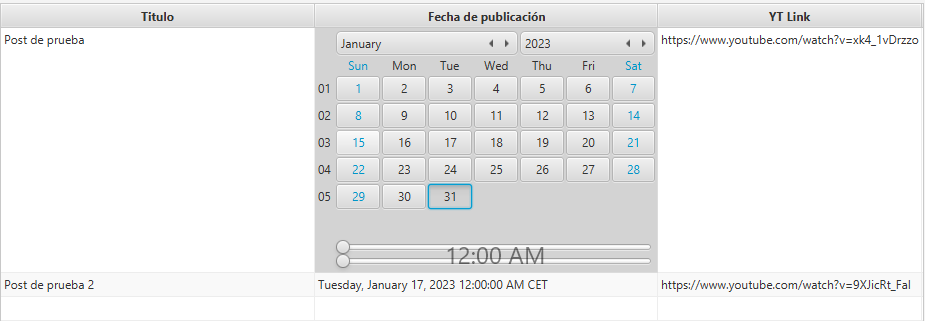 Titulo Fecha de publicación YT Link
Post de prueba January 2023 https://www.youtube.com/watch?v=xk4_1vDrzzo
Sun Mon Tue Wed Thu Fri Sat
01 1 2 3 4 5 6 7
02 8 9 10 11 12 13 14
03 15 16 17 18 19 20 21
04 22 23 24 25 26 27 28
05 29 30 31
12:00 AM
Post de prueba 2 Tuesday, January 17, 2023 12:00:00 AM CET https://www.youtube.com/watch?v=9XJicRt_FaI